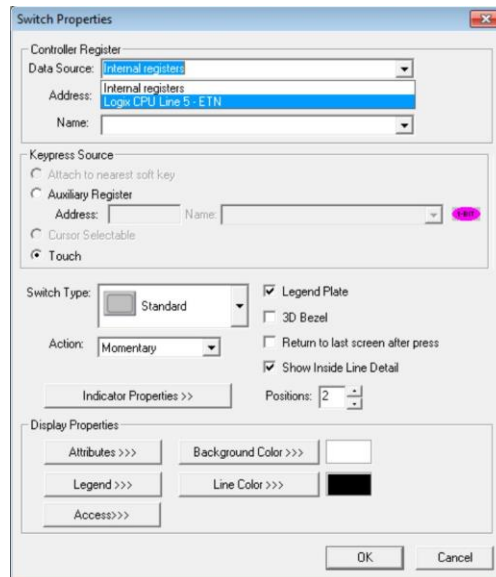 Switch Properties
Controller Register
Data Source: Internal registers
Internal registers
Logix CPU Line 5 - ETN
Address:
Name:
Keypress Source
Attach to nearest soft key
Auxiliary Register
Address: Name:
Cursor Selectable
Touch
Switch Type: Standard
Legend Plate
3D Bezel
Action: Momentary
Return to last screen after press
Show Inside Line Detail
Indicator Properties >>
Positions: 2
Display Properties
Attributes >>>
Background Color >>>
Legend >>>
Line Color >>>
Access>>>
OK
Cancel